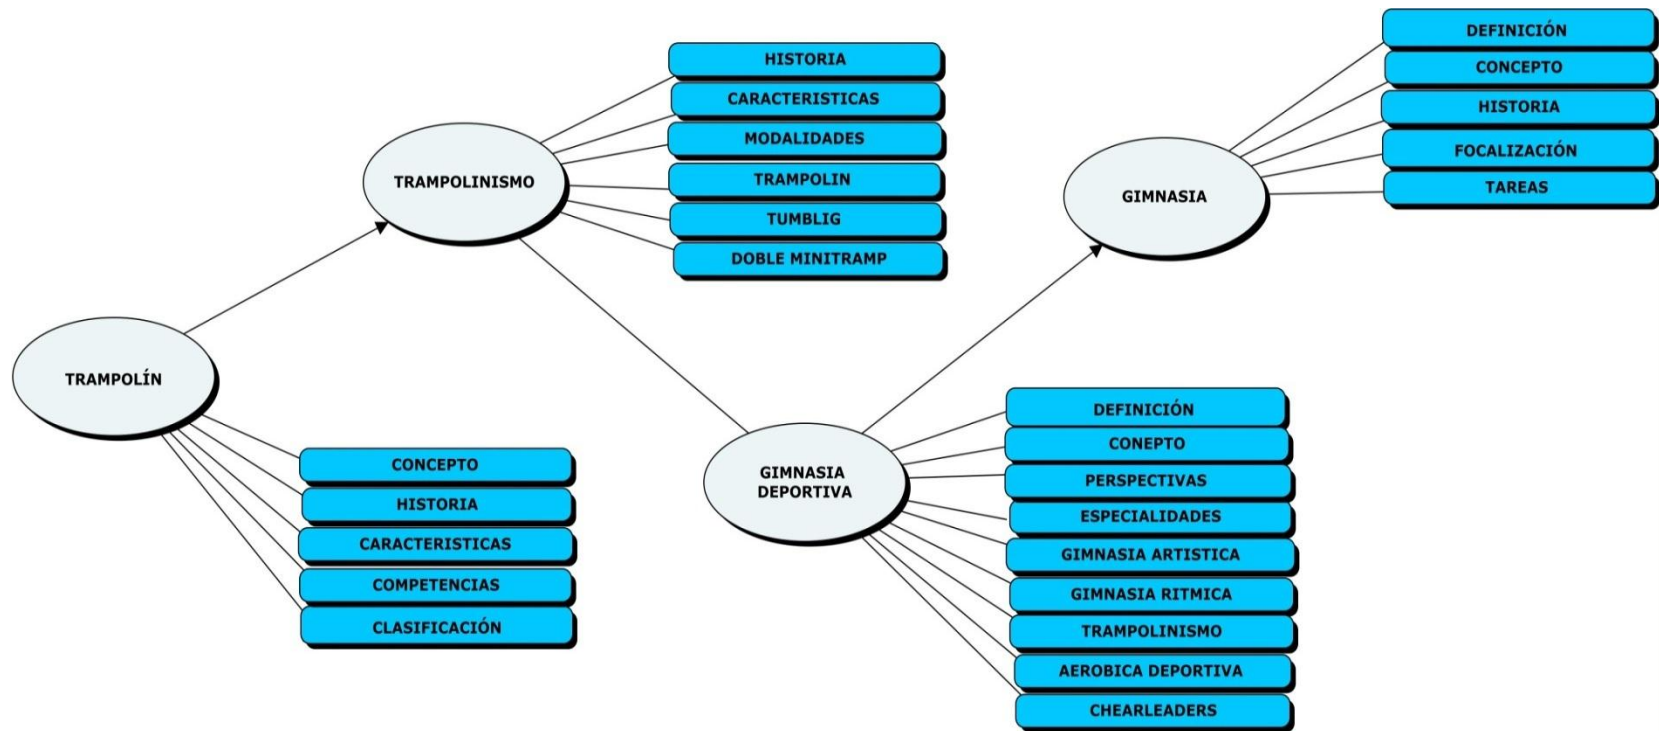 TRAMPOLÍN
CONCEPTO
HISTORIA
CARACTERISTICAS
COMPETENCIAS
CLASIFICACIÓN
TRAMPOLINISMO
HISTORIA
CARACTERISTICAS
MODALIDADES
TRAMPOLIN
TUMBLIG
DOBLE MINITRAMP
GIMNASIA
DEPORTIVA
DEFINICIÓN
CONEPTO
PERSPECTIVAS
ESPECIALIDADES
GIMNASIA ARTISTICA
GIMNASIA RITMICA
TRAMPOLINISMO
AEROBICA DEPORTIVA
CHEARLEADERS
GIMNASIA
DEFINICIÓN
CONCEPTO
HISTORIA
FOCALIZACIÓN
TAREAS